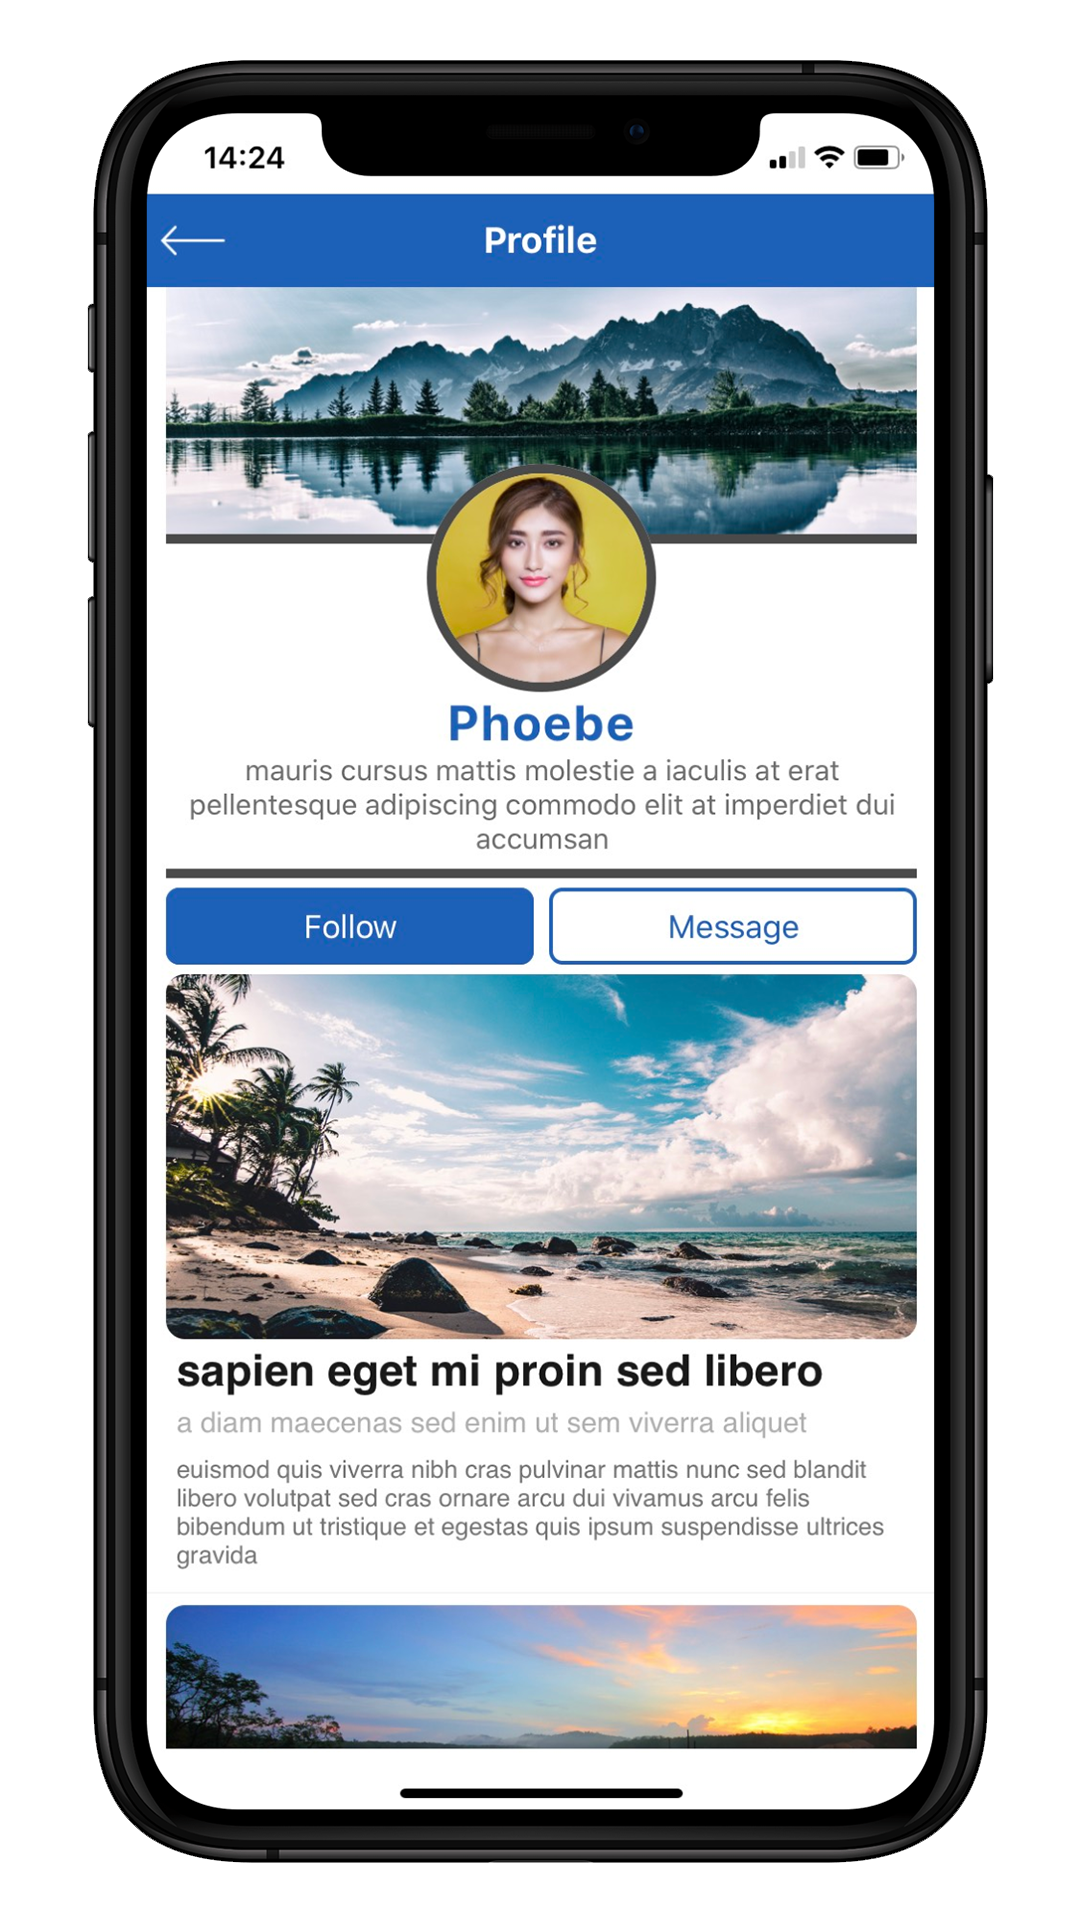 14:24
Profile
Phoebe
mauris cursus mattis molestie a iaculis at erat
pellentesque adipiscing commodo elit at imperdiet dui
accumsan
Follow
Message
sapien eget mi proin sed libero
a diam maecenas sed enim ut sem viverra aliquet
euismod quis viverra nibh cras pulvinar mattis nunc sed blandit
libero volutpat sed cras ornare arcu dui vivamus arcu felis
bibendum ut tristique et egestas quis ipsum suspendisse ultrices
gravida